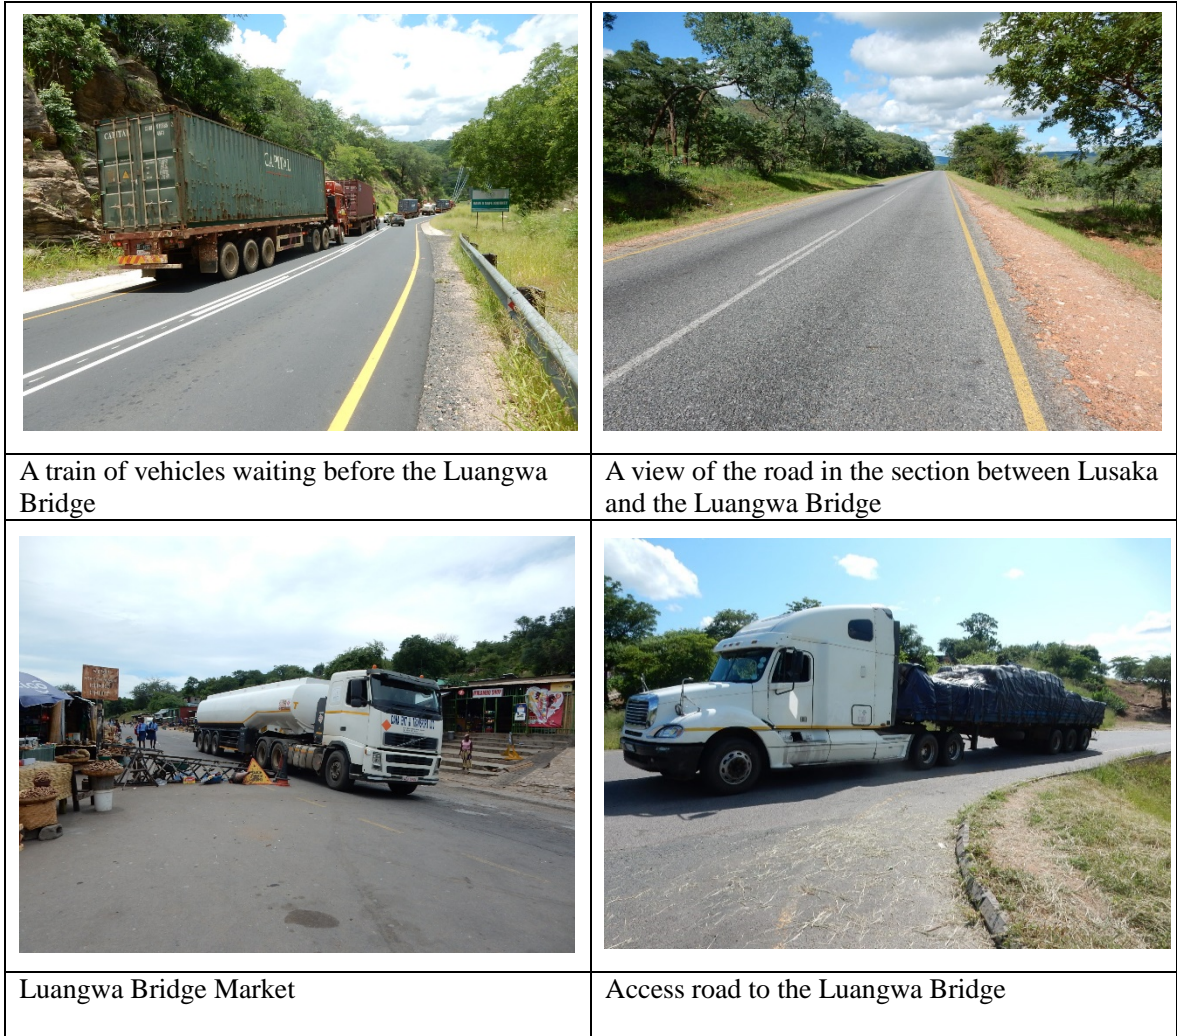 CAPITAL
CAPITAL
A train of vehicles waiting before the Luangwa
Bridge
A view of the road in the section between Lusaka
and the Luangwa Bridge
Luangwa Bridge Market
Access road to the Luangwa Bridge